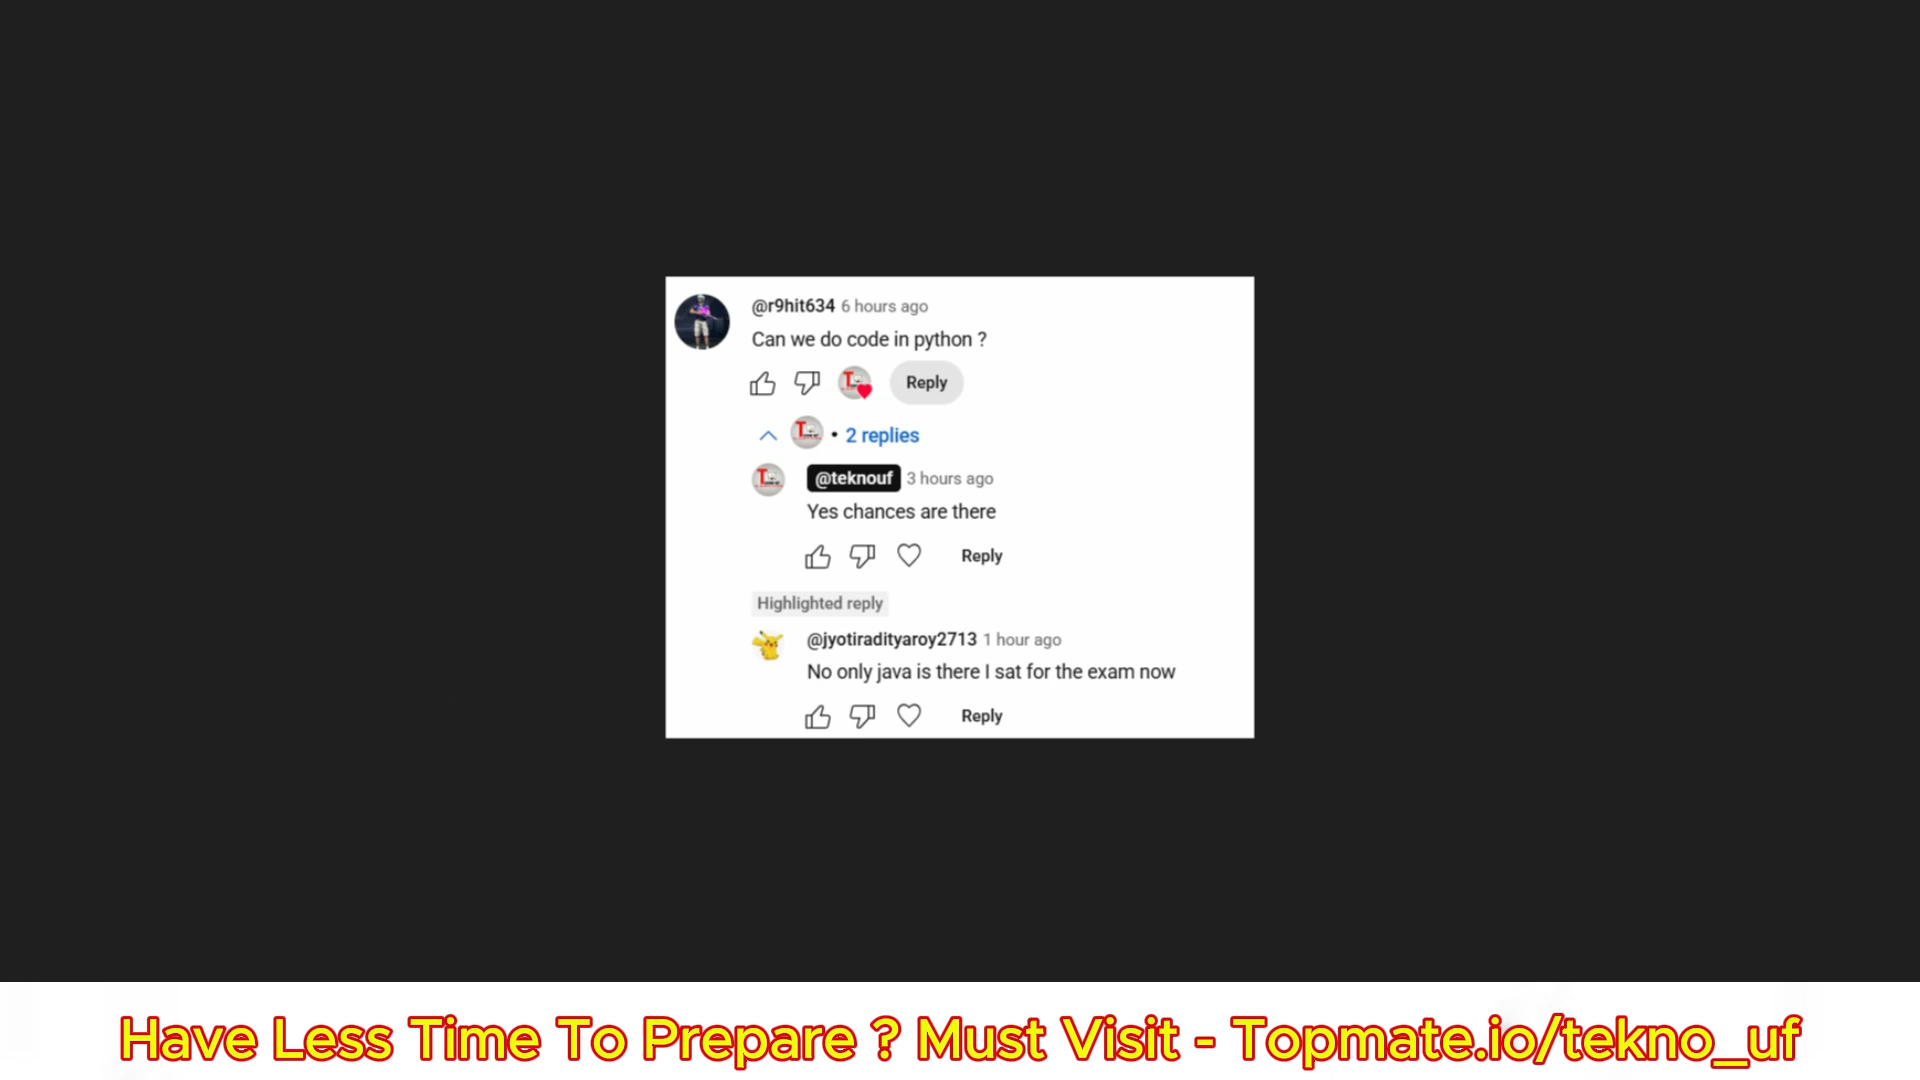 @r9hit634 6 hours ago
Can we do code in python ?
Reply
• 2 replies
@teknouf 3 hours ago
Yes chances are there
Reply
Highlighted reply
@jyotiradityaroy2713 1 hour ago
No only java is there I sat for the exam now
Reply
Have Less Time To Prepare ? Must Visit - Topmate.io/tekno_uf